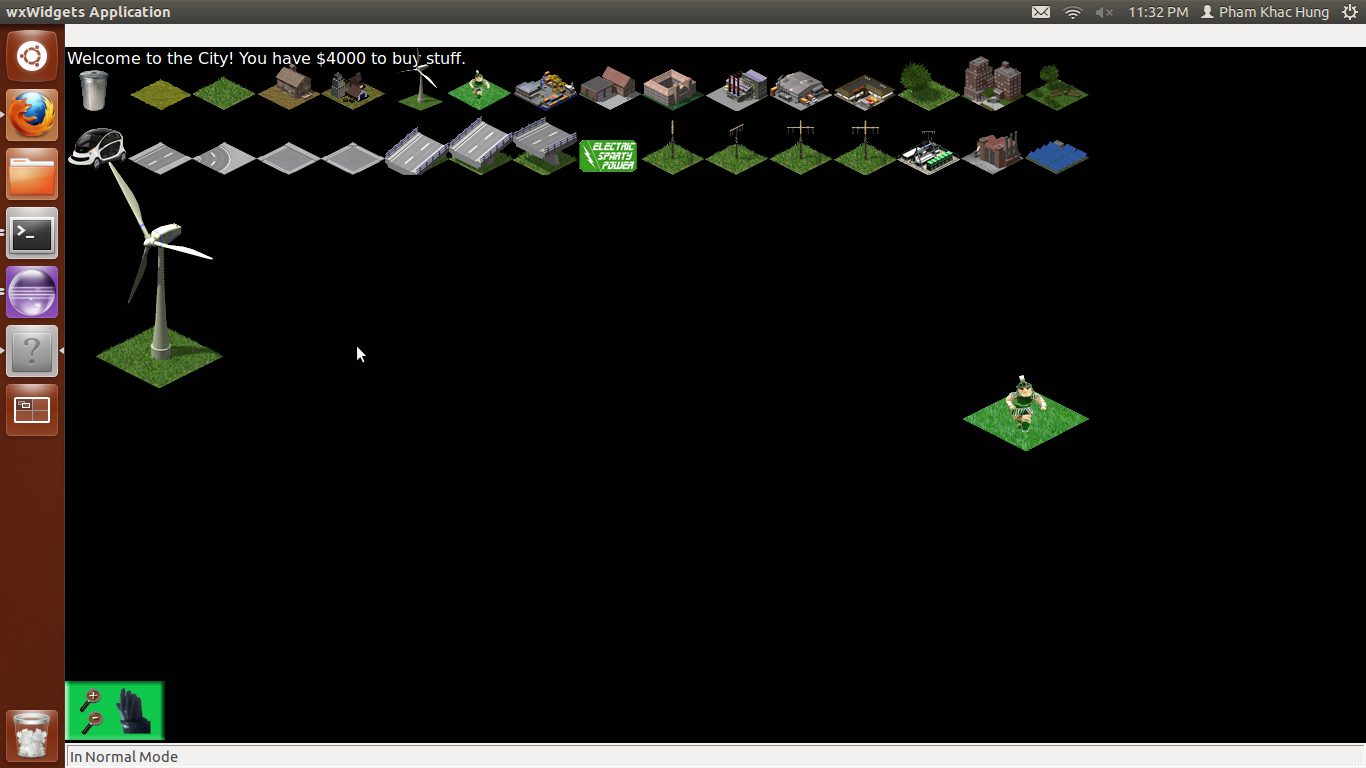 wxWidgets Application
11:32 PM Pham Khac Hung
Welcome to the City! You have $4000 to buy stuff.
ELECTRIC
SPARTY
POWER
In Normal Mode